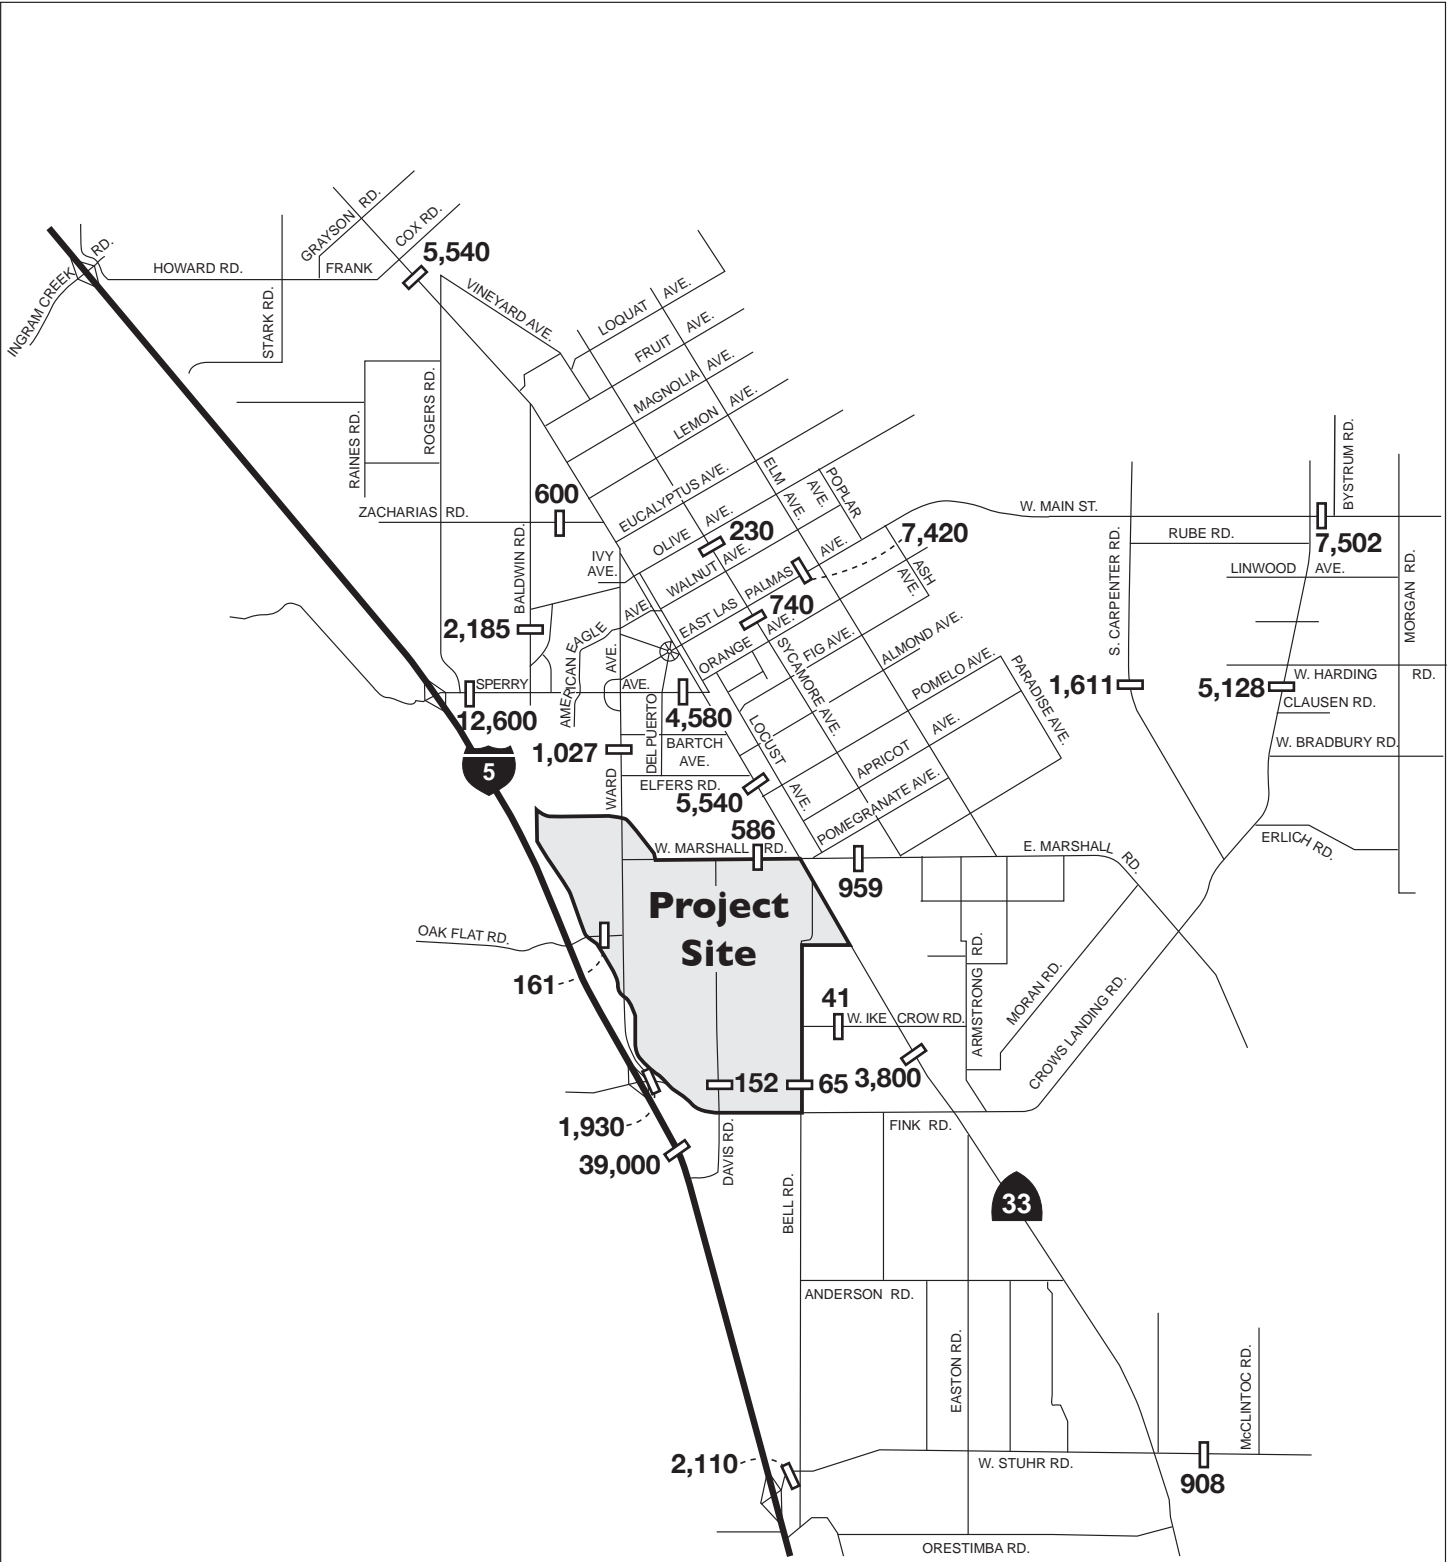 GRAYSON RD.
COX RD.
5,540
INGRAM CREEK RD.
HOWARD RD.
FRANK
STARK RD.
VINEYARD AVE.
LOQUAT AVE.
FRUIT AVE.
MAGNOLIA AVE.
LEMON AVE.
RAINES RD.
ROGERS RD.
EUCALYPTUS AVE.
ELM AVE.
POPLAR AVE.
BYSTRUM RD.
600
ZACHARIAS RD.
BALDWIN RD.
OLIVE AVE.
230
W. MAIN ST.
RUBE RD.
7,502
7,420
IVY
AVE.
WALNUT AVE.
EAST LAS PALMAS AVE.
ASH AVE.
S. CARPENTER RD.
LINWOOD AVE.
MORGAN RD.
2,185
AMERICAN EAGLE AVE.
740
ORANGE AVE.
SYCAMORE AVE.
FIG AVE.
ALMOND AVE.
POMELO AVE.
PARADISE AVE.
W. HARDING RD.
1,611
5,128
CLAUSEN RD.
SPERRY AVE.
12,600
4,580
DEL PUERTO
LOCUST AVE.
APRICOT AVE.
W. BRADBURY RD.
1,027
BARTCH
AVE.
5
WARD AVE.
ELFERS RD.
5,540
POMEGRANATE AVE.
586
W. MARSHALL RD.
959
E. MARSHALL RD.
ERLICH RD.
Project
Site
OAK FLAT RD.
161
41
W. IKE CROW RD.
ARMSTRONG RD.
MORAN RD.
CROWS LANDING RD.
152
65
3,800
1,930
39,000
DAVIS RD.
FINK RD.
BELL RD.
33
ANDERSON RD.
EASTON RD.
McCLINTOC RD.
2,110
W. STUHR RD.
908
ORESTIMBA RD.